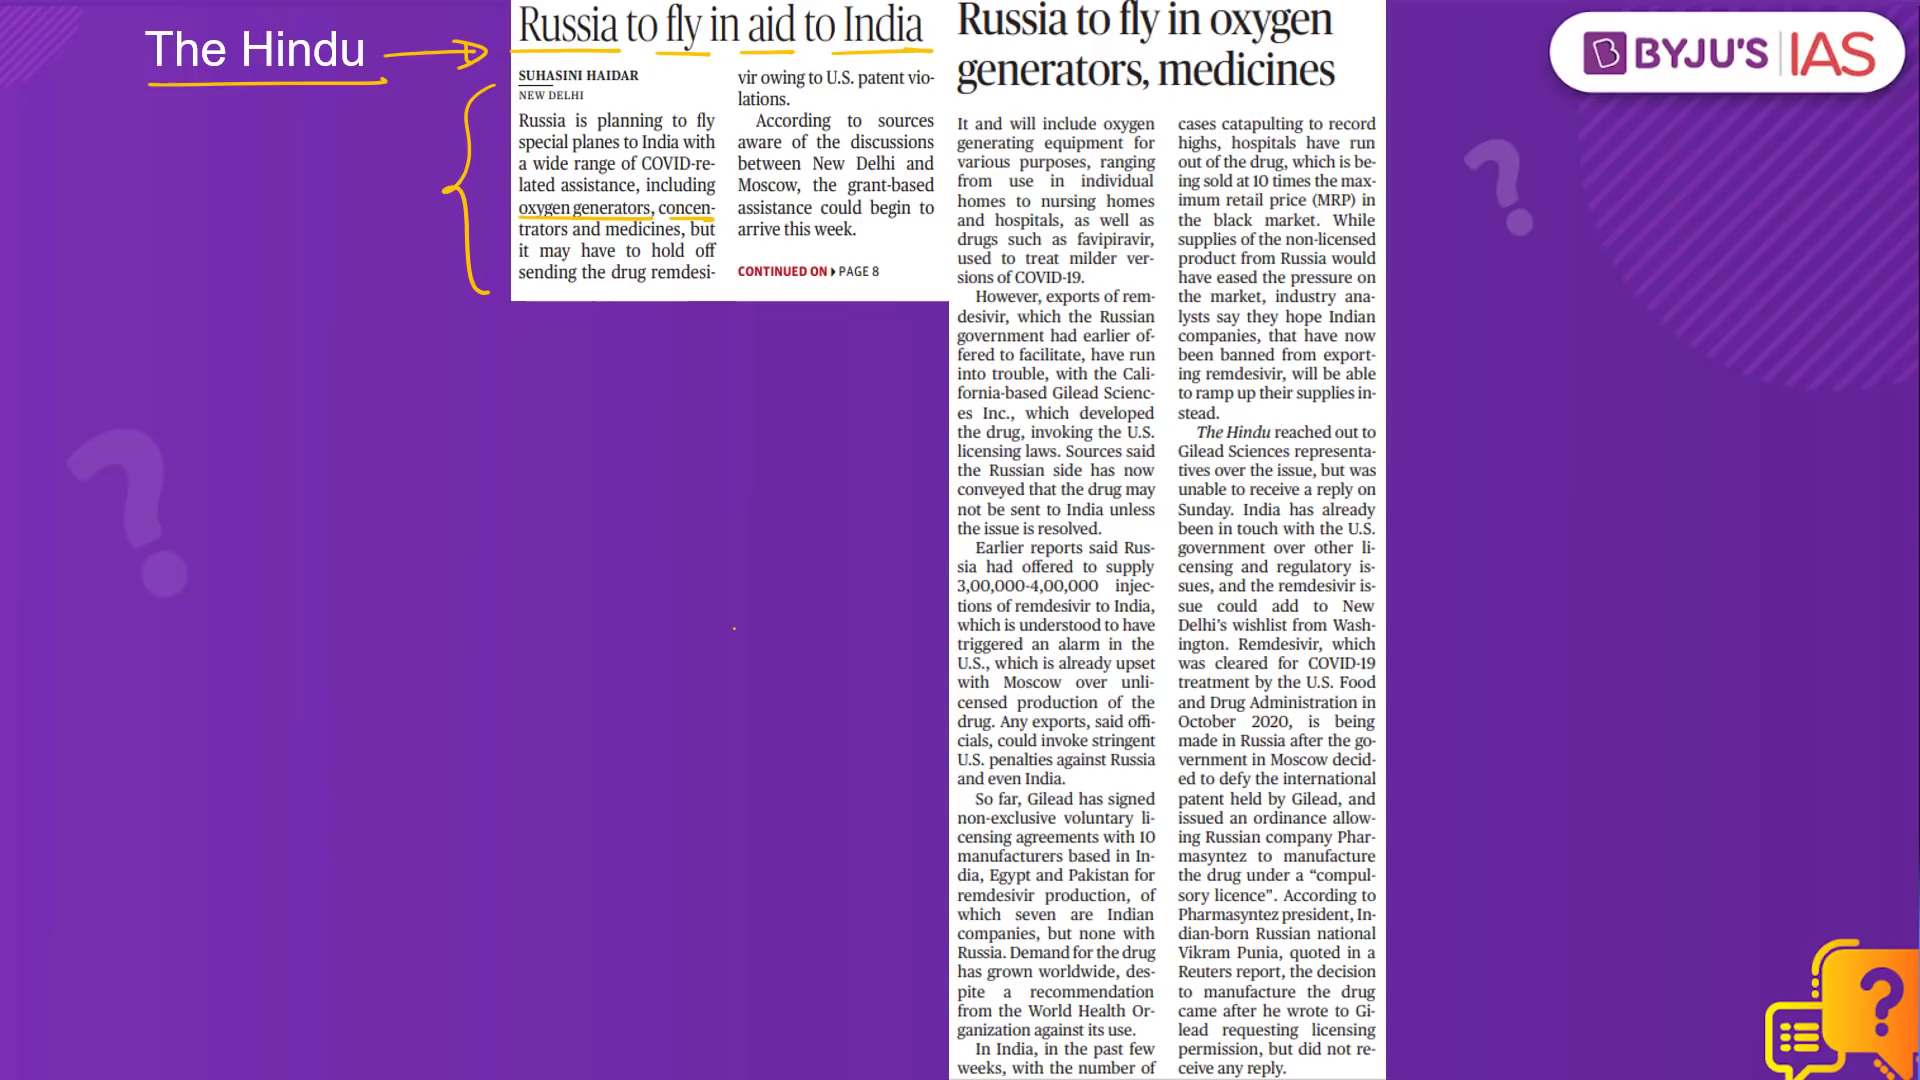 The Hindu
Russia to fly in aid to India
SUHASINI HAIDAR
NEW DELHI
Russia is planning to fly
special planes to India with
a wide range of COVID-re-
lated assistance, including
oxygen generators, concen-
trators and medicines, but
it may have to hold off
sending the drug remdesi-
vir owing to U.S. patent vio-
lations.
According to sources
aware of the discussions
between New Delhi and
Moscow, the grant-based
assistance could begin to
arrive this week.
CONTINUED ON PAGE 8
Russia to fly in oxygen
generators, medicines
It and will include oxygen
generating equipment for
various purposes, ranging
from use in individual
homes to nursing homes
and hospitals, as well as
drugs such as favipiravir,
used to treat milder ver-
sions of COVID-19.
However, exports of rem-
desivir, which the Russian
government had earlier of-
fered to facilitate, have run
into trouble, with the Cali-
fornia-based Gilead Scienc-
es Inc., which developed
the drug, invoking the U.S.
licensing laws. Sources said
the Russian side has now
conveyed that the drug may
not be sent to India unless
the issue is resolved.
Earlier reports said Rus-
sia had offered to supply
3,00,000-4,00,000 injec-
tions of remdesivir to India,
which is understood to have
triggered an alarm in the
U.S., which is already upset
with Moscow over unli-
censed production of the
drug. Any exports, said offi-
cials, could invoke stringent
U.S. penalties against Russia
and even India.
So far, Gilead has signed
non-exclusive voluntary li-
censing agreements with 10
manufacturers based in In-
dia, Egypt and Pakistan for
remdesivir production, of
which seven are Indian
companies, but none with
Russia. Demand for the drug
has grown worldwide, des-
pite a recommendation
from the World Health Or-
ganization against its use.
In India, in the past few
weeks, with the number of
cases catapulting to record
highs, hospitals have run
out of the drug, which is be-
ing sold at 10 times the max-
imum retail price (MRP) in
the black market. While
supplies of the non-licensed
product from Russia would
have eased the pressure on
the market, industry ana-
lysts say they hope Indian
companies, that have now
been banned from export-
ing remdesivir, will be able
to ramp up their supplies in-
stead.
The Hindu reached out to
Gilead Sciences representa-
tives over the issue, but was
unable to receive a reply on
Sunday. India has already
been in touch with the U.S.
government over other li-
censing and regulatory is-
sues, and the remdesivir is-
sue could add to New
Delhi's wishlist from Wash-
ington. Remdesivir, which
was cleared for COVID-19
treatment by the U.S. Food
and Drug Administration in
October 2020, is being
made in Russia after the go-
vernment in Moscow decid-
ed to defy the international
patent held by Gilead, and
issued an ordinance allow-
ing Russian company Phar-
masyntez to manufacture
the drug under a "compul-
sory licence". According to
Pharmasyntez president, In-
dian-born Russian national
Vikram Punia, quoted in a
Reuters report, the decision
to manufacture the drug
came after he wrote to Gi-
lead requesting licensing
permission, but did not re-
ceive any reply.
BYJU'S IAS